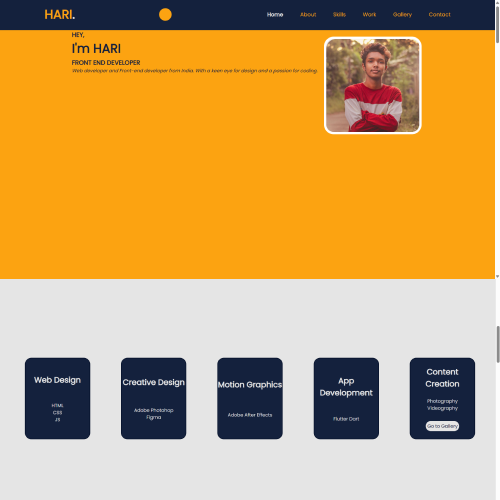 HARI.
Home About Skills Work Gallery Contact
HEY,
I'm HARI
FRONT END DEVELOPER
Web developer and Front-end developer from India. With a keen eye for design and a passion for coding.
Web Design
HTML
CSS
JS
Creative Design
Adobe Photohop
Figma
Motion Graphics
Adobe After Effects
App
Development
Flutter Dart
Content
Creation
Photography
Videography
Go to Gallery